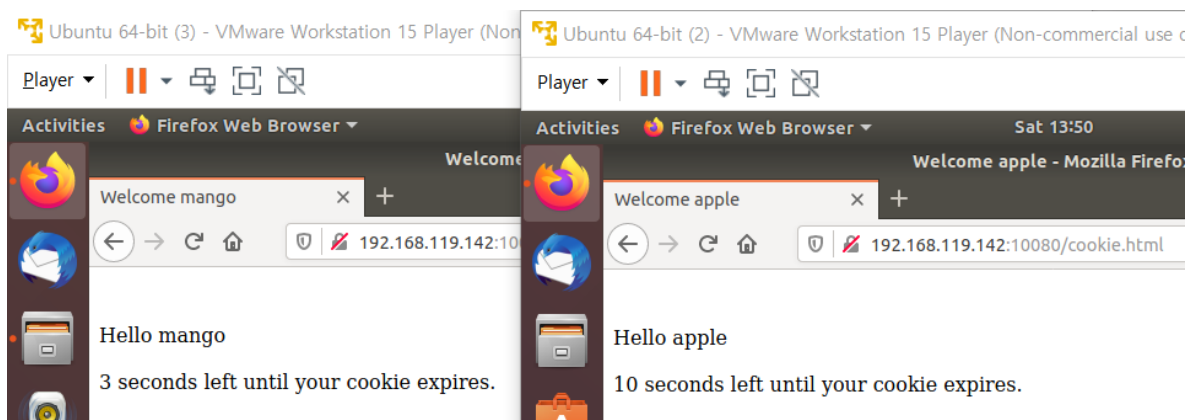 Ubuntu 64-bit (3) - VMware Workstation 15 Player (Non
Player
Activities Firefox Web Browser
Welcome
Welcome mango
192.168.119.142:10
Hello mango
3 seconds left until your cookie expires.
Ubuntu 64-bit (2) - VMware Workstation 15 Player (Non-commercial use o
Player
Activities Firefox Web Browser Sat 13:50
Welcome apple - Mozilla Firefox
Welcome apple
192.168.119.142:10080/cookie.html
Hello apple
10 seconds left until your cookie expires.